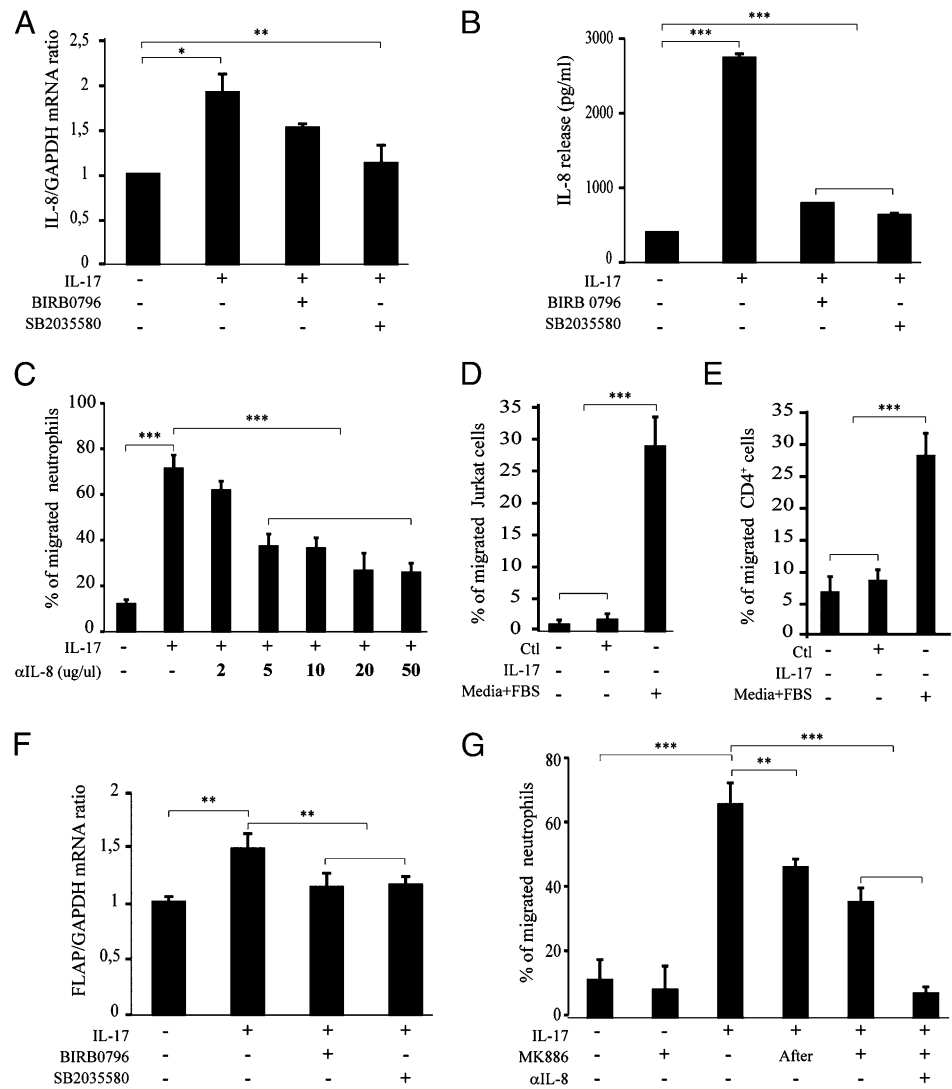 A
IL-8/GAPDH mRNA ratio
2,5
2
1,5
1
0,5
0
*
**
IL-17 - + + +
BIRB0796 - - + -
SB2035580 - - - +
B
IL-8 release (pg/ml)
3000
2000
1000
0
***
***
IL-17 - + + +
BIRB 0796 - - + -
SB2035580 - - - +
C
% of migrated neutrophils
100
80
60
40
20
0
***
***
IL-17 - + + + + + +
αIL-8 (ug/ul) - - 2 5 10 20 50
D
% of migrated Jurkat cells
35
30
25
20
15
10
5
0
***
Ctl - + -
IL-17
Media+FBS - - +
E
% of migrated CD4+ cells
35
30
25
20
15
10
5
0
***
Ctl - + -
IL-17
Media+FBS - - +
F
FLAP/GAPDH mRNA ratio
2
1,5
1
0,5
0
**
**
IL-17 - + + +
BIRB0796 - - + -
SB2035580 - - - +
G
% of migrated neutrophils
80
60
40
20
0
***
***
**
IL-17 - - + + + +
MK886 - + - After + +
αIL-8 - - - - - +